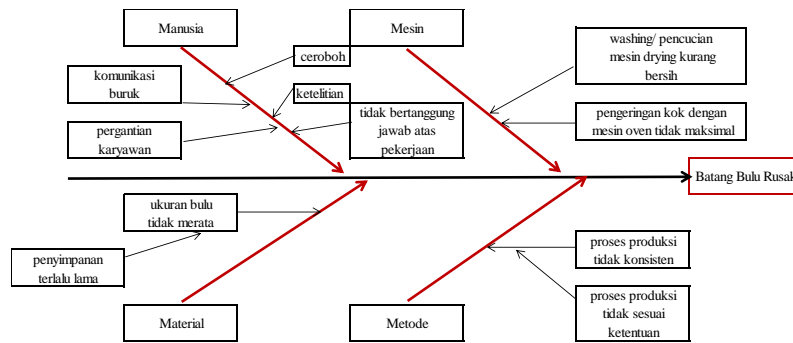 Manusia
Mesin
ceroboh
washing/ pencucian
mesin drying kurang
bersih
komunikasi
buruk
ketelitian
pergantian
karyawan
tidak bertanggung
jawab atas
pekerjaan
pengeringan kok dengan
mesin oven tidak maksimal
Batang Bulu Rusak
ukuran bulu
tidak merata
penyimpanan
terlalu lama
proses produksi
tidak konsisten
proses produksi
tidak sesuai
ketentuan
Material
Metode